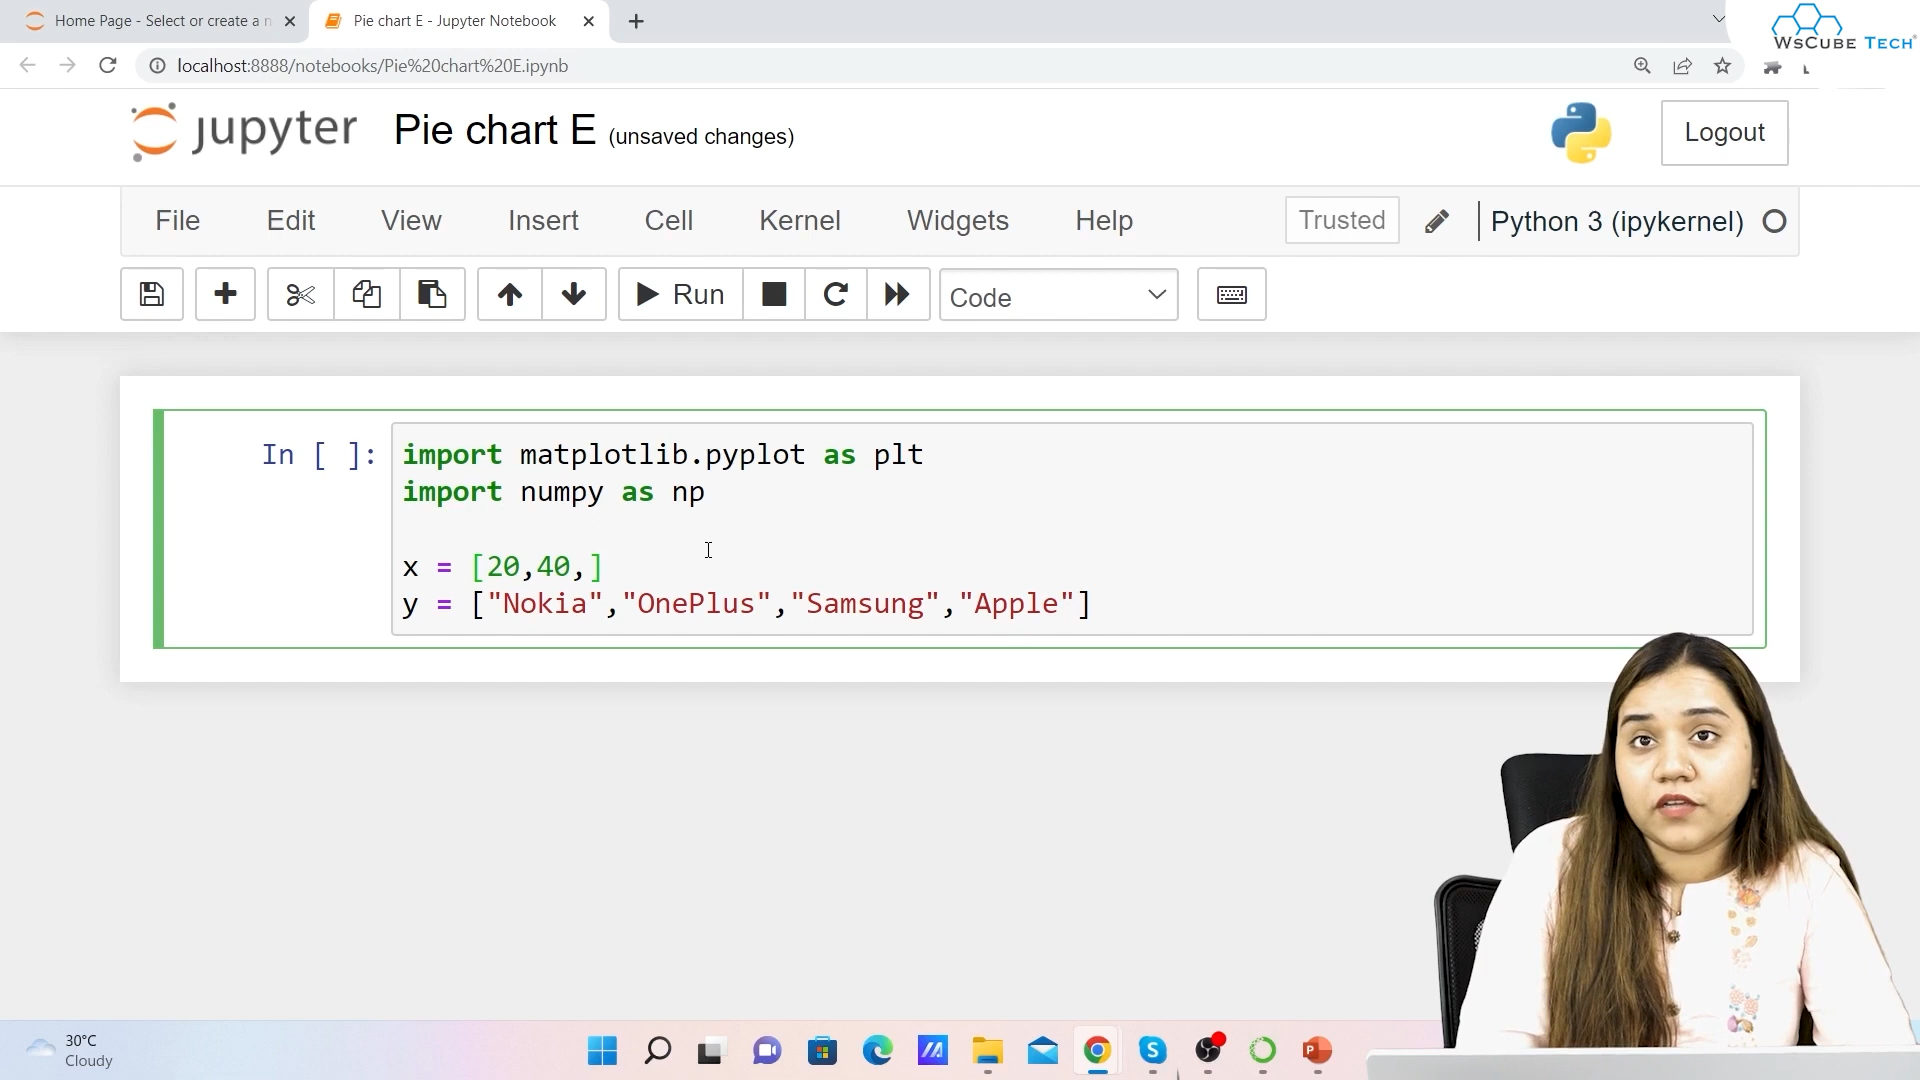 Home Page - Select or create a n
Pie chart E - Jupyter Notebook
WsCube Tech
localhost:8888/notebooks/Pie%20chart%20E.ipynb
jupyter Pie chart E (unsaved changes)
Logout
File Edit View Insert Cell Kernel Widgets Help
Trusted
Python 3 (ipykernel)
Run
Code
In [ ]:
import matplotlib.pyplot as plt
import numpy as np
x = [20,40,]
y = ["Nokia","OnePlus","Samsung","Apple"]
30°C
Cloudy